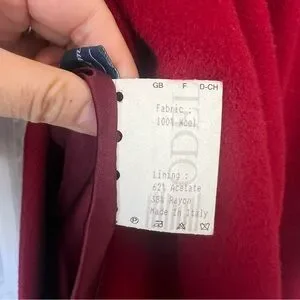 GB F D-CH
Fabric :
100% Wool
Lining :
62% Acetate
38% Rayon
Made in Italy